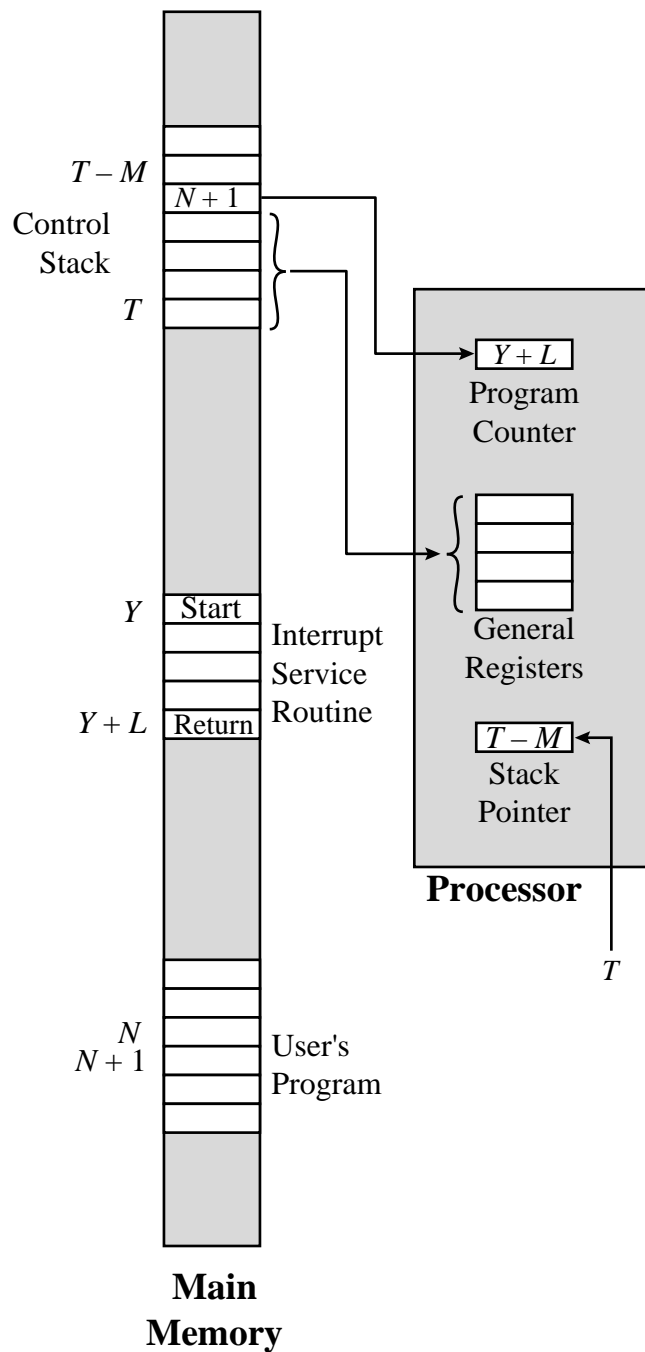 T – M
N + 1
Control
Stack
T
Y + L
Program
Counter
Y
Start
Interrupt
Service
Routine
Y + L
Return
General
Registers
T – M
Stack
Pointer
Processor
T
N
N + 1
User's
Program
Main
Memory